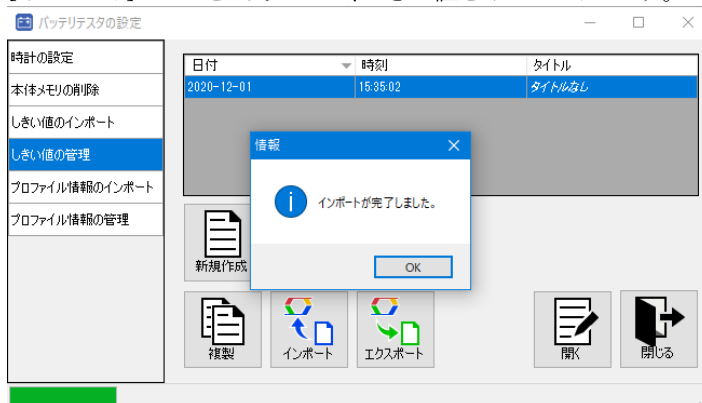 バッテリテスタの設定
時計の設定
本体メモリの削除
しきい値のインポート
しきい値の管理
プロファイル情報のインポート
プロファイル情報の管理
日付 時刻 タイトル
2020-12-01 15:35:02 タイトルなし
情報
インポートが完了しました。
OK
新規作成
複製 インポート エクスポート 開く 閉じる